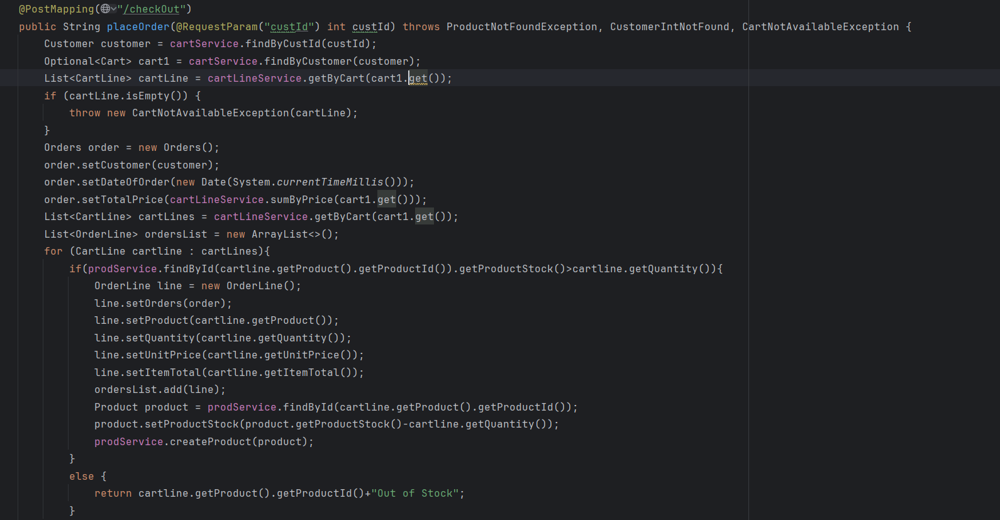 @PostMapping("/checkOut")
public String placeOrder(@RequestParam("custId") int custId) throws ProductNotFoundException, CustomerIntNotFound, CartNotAvailableException {
    Customer customer = cartService.findByCustId(custId);
    Optional<Cart> cart1 = cartService.findByCustomer(customer);
    List<CartLine> cartLine = cartLineService.getByCart(cart1.get());
    if (cartLine.isEmpty()) {
        throw new CartNotAvailableException(cartLine);
    }
    Orders order = new Orders();
    order.setCustomer(customer);
    order.setDateOfOrder(new Date(System.currentTimeMillis()));
    order.setTotalPrice(cartLineService.sumByPrice(cart1.get()));
    List<CartLine> cartLines = cartLineService.getByCart(cart1.get());
    List<OrderLine> ordersList = new ArrayList<>();
    for (CartLine cartline : cartLines){
        if(prodService.findById(cartline.getProduct().getProductId()).getProductStock()>cartline.getQuantity()){
            OrderLine line = new OrderLine();
            line.setOrders(order);
            line.setProduct(cartline.getProduct());
            line.setQuantity(cartline.getQuantity());
            line.setUnitPrice(cartline.getUnitPrice());
            line.setItemTotal(cartline.getItemTotal());
            ordersList.add(line);
            Product product = prodService.findById(cartline.getProduct().getProductId());
            product.setProductStock(product.getProductStock()-cartline.getQuantity());
            prodService.createProduct(product);
        }
        else {
            return cartline.getProduct().getProductId()+"Out of Stock";
        }